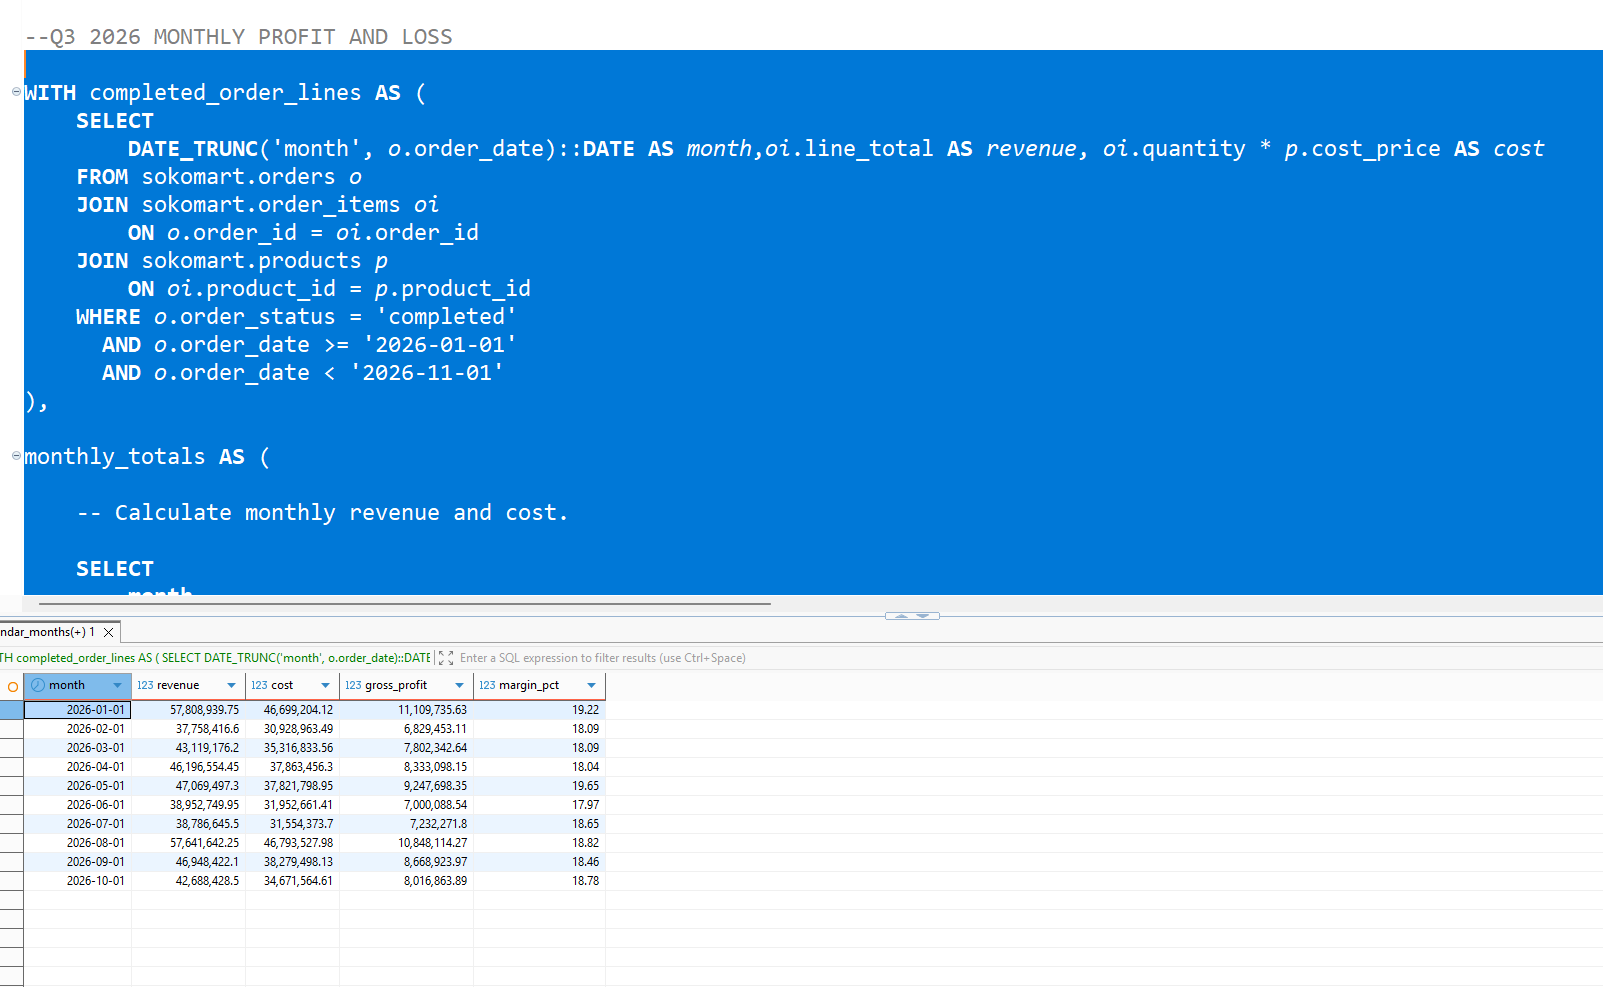 --Q3 2026 MONTHLY PROFIT AND LOSS
WITH completed_order_lines AS (
SELECT
DATE_TRUNC('month', o.order_date)::DATE AS month,oi.line_total AS revenue, oi.quantity * p.cost_price AS cost
FROM sokomart.orders o
JOIN sokomart.order_items oi
ON o.order_id = oi.order_id
JOIN sokomart.products p
ON oi.product_id = p.product_id
WHERE o.order_status = 'completed'
AND o.order_date >= '2026-01-01'
AND o.order_date < '2026-11-01'
),
monthly_totals AS (
-- Calculate monthly revenue and cost.
SELECT
month
ndar_months(+) 1
TH completed_order_lines AS ( SELECT DATE_TRUNC('month', o.order_date)::DATE Enter a SQL expression to filter results (use Ctrl+Space)
month 123 revenue 123 cost 123 gross_profit 123 margin_pct
2026-01-01 57,808,939.75 46,699,204.12 11,109,735.63 19.22
2026-02-01 37,758,416.6 30,928,963.49 6,829,453.11 18.09
2026-03-01 43,119,176.2 35,316,833.56 7,802,342.64 18.09
2026-04-01 46,196,554.45 37,863,456.3 8,333,098.15 18.04
2026-05-01 47,069,497.3 37,821,798.95 9,247,698.35 19.65
2026-06-01 38,952,749.95 31,952,661.41 7,000,088.54 17.97
2026-07-01 38,786,645.5 31,554,373.7 7,232,271.8 18.65
2026-08-01 57,641,642.25 46,793,527.98 10,848,114.27 18.82
2026-09-01 46,948,422.1 38,279,498.13 8,668,923.97 18.46
2026-10-01 42,688,428.5 34,671,564.61 8,016,863.89 18.78